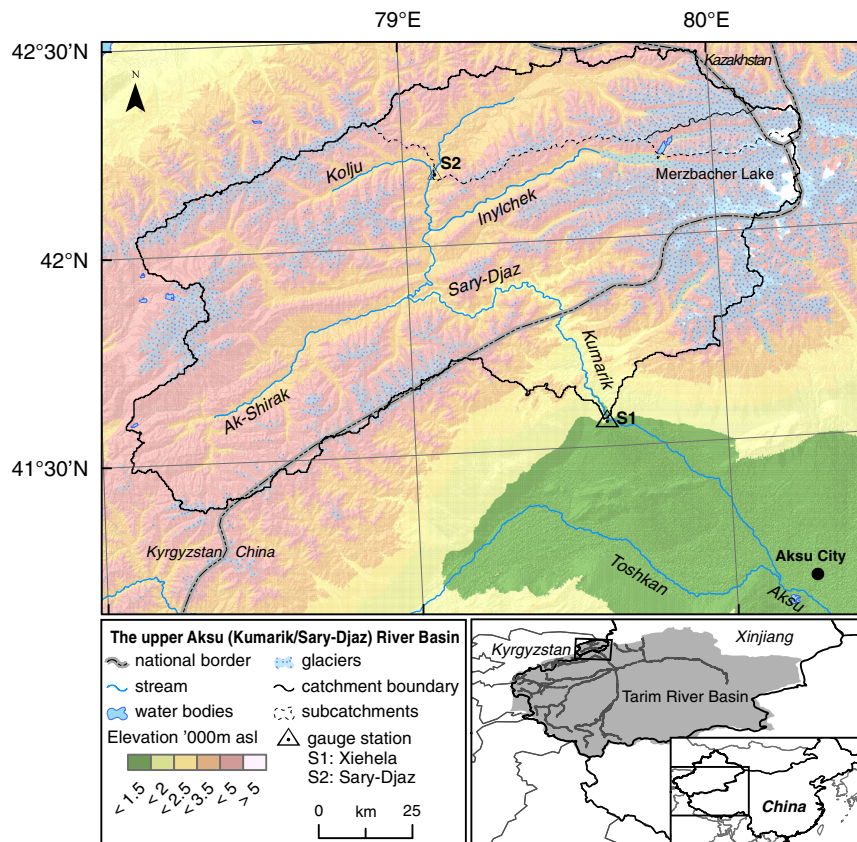 79°E
80°E
42°30'N
42°N
41°30'N
N
Kazakhstan
S2
Kolju
Merzbacher Lake
Inylchek
Sary-Djaz
Kumarik
Ak-Shirak
S1
Kyrgyzstan
China
Toshkan
Aksu City
Aksu
The upper Aksu (Kumarik/Sary-Djaz) River Basin
national border
glaciers
stream
catchment boundary
water bodies
subcatchments
Elevation '000m asl
gauge station
S1: Xiehela
S2: Sary-Djaz
<1.5
<2
<2.5
<3.5
<5
>5
0 km 25
Kyrgyzstan
Xinjiang
Tarim River Basin
China